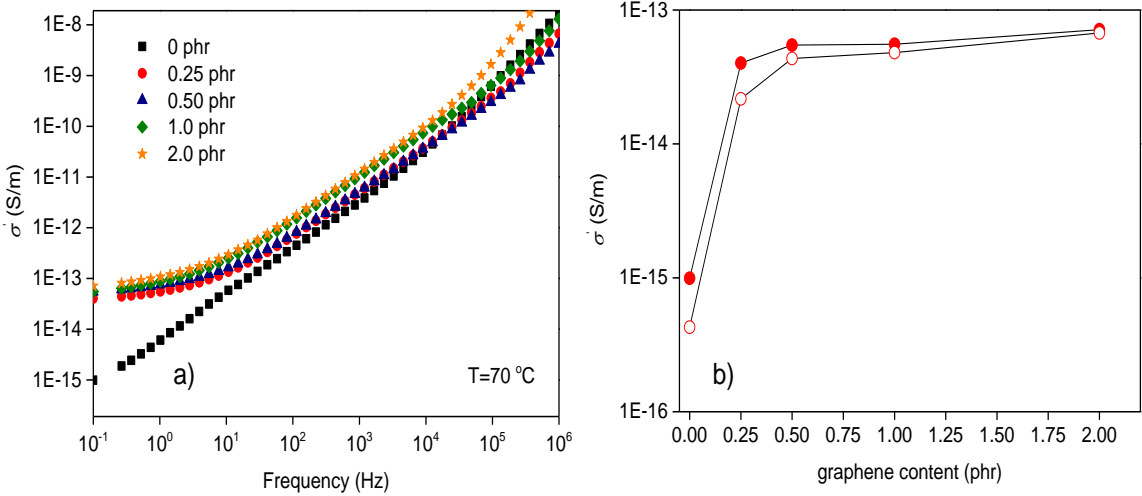 1E-8
1E-9
1E-10
1E-11
1E-12
1E-13
1E-14
1E-15
σ' (S/m)
0 phr
0.25 phr
0.50 phr
1.0 phr
2.0 phr
a)
T=70 °C
10⁻¹ 10⁰ 10¹ 10² 10³ 10⁴ 10⁵ 10⁶
Frequency (Hz)
1E-13
1E-14
1E-15
1E-16
σ' (S/m)
b)
0.00 0.25 0.50 0.75 1.00 1.25 1.50 1.75 2.00
graphene content (phr)